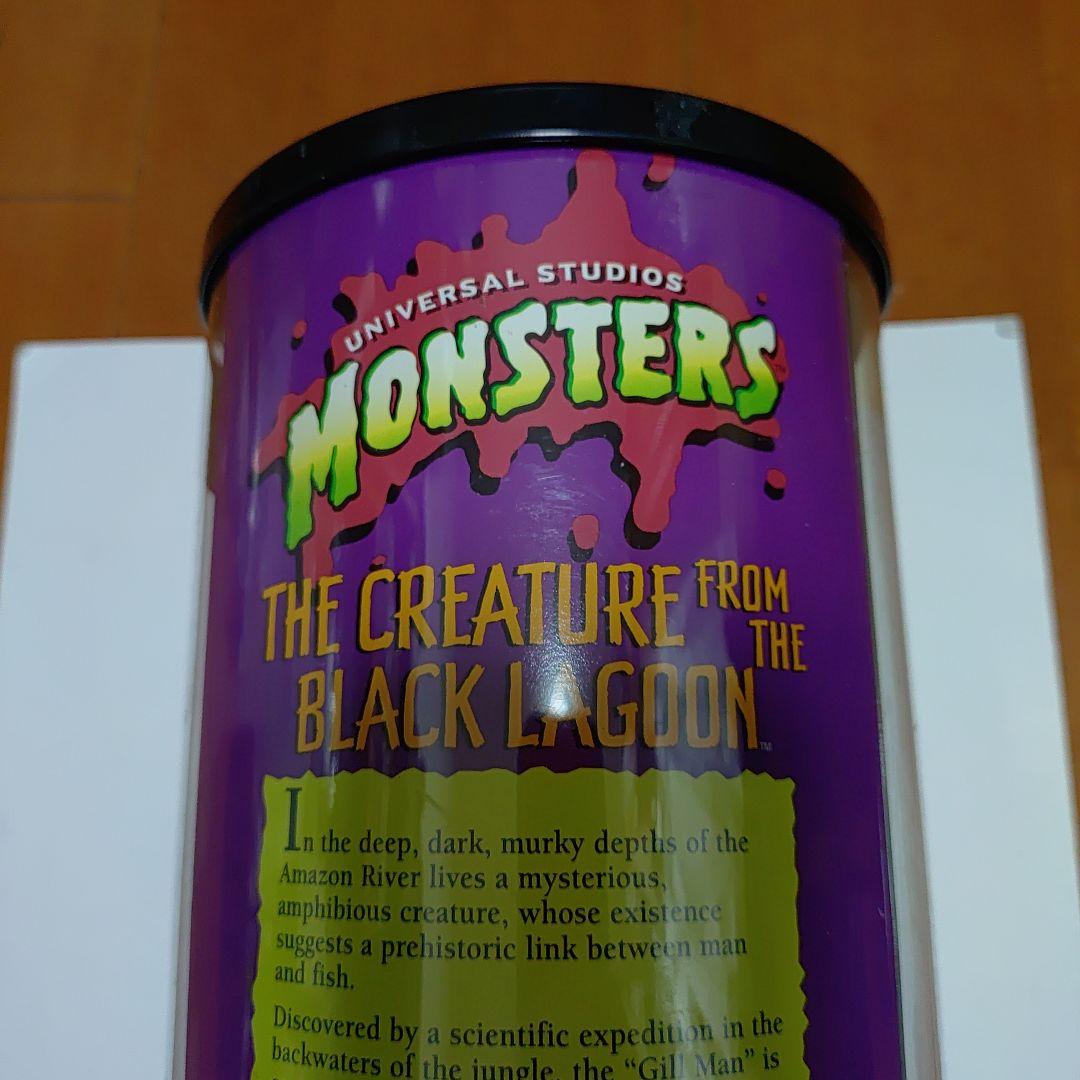 UNIVERSAL STUDIOS
MONSTERS
THE CREATURE FROM
THE
BLACK LAGOON™
In the deep, dark, murky depths of the
Amazon River lives a mysterious,
amphibious creature, whose existence
suggests a prehistoric link between man
and fish.
Discovered by a scientific expedition in the
backwaters of the jungle, the "Gill Man" is